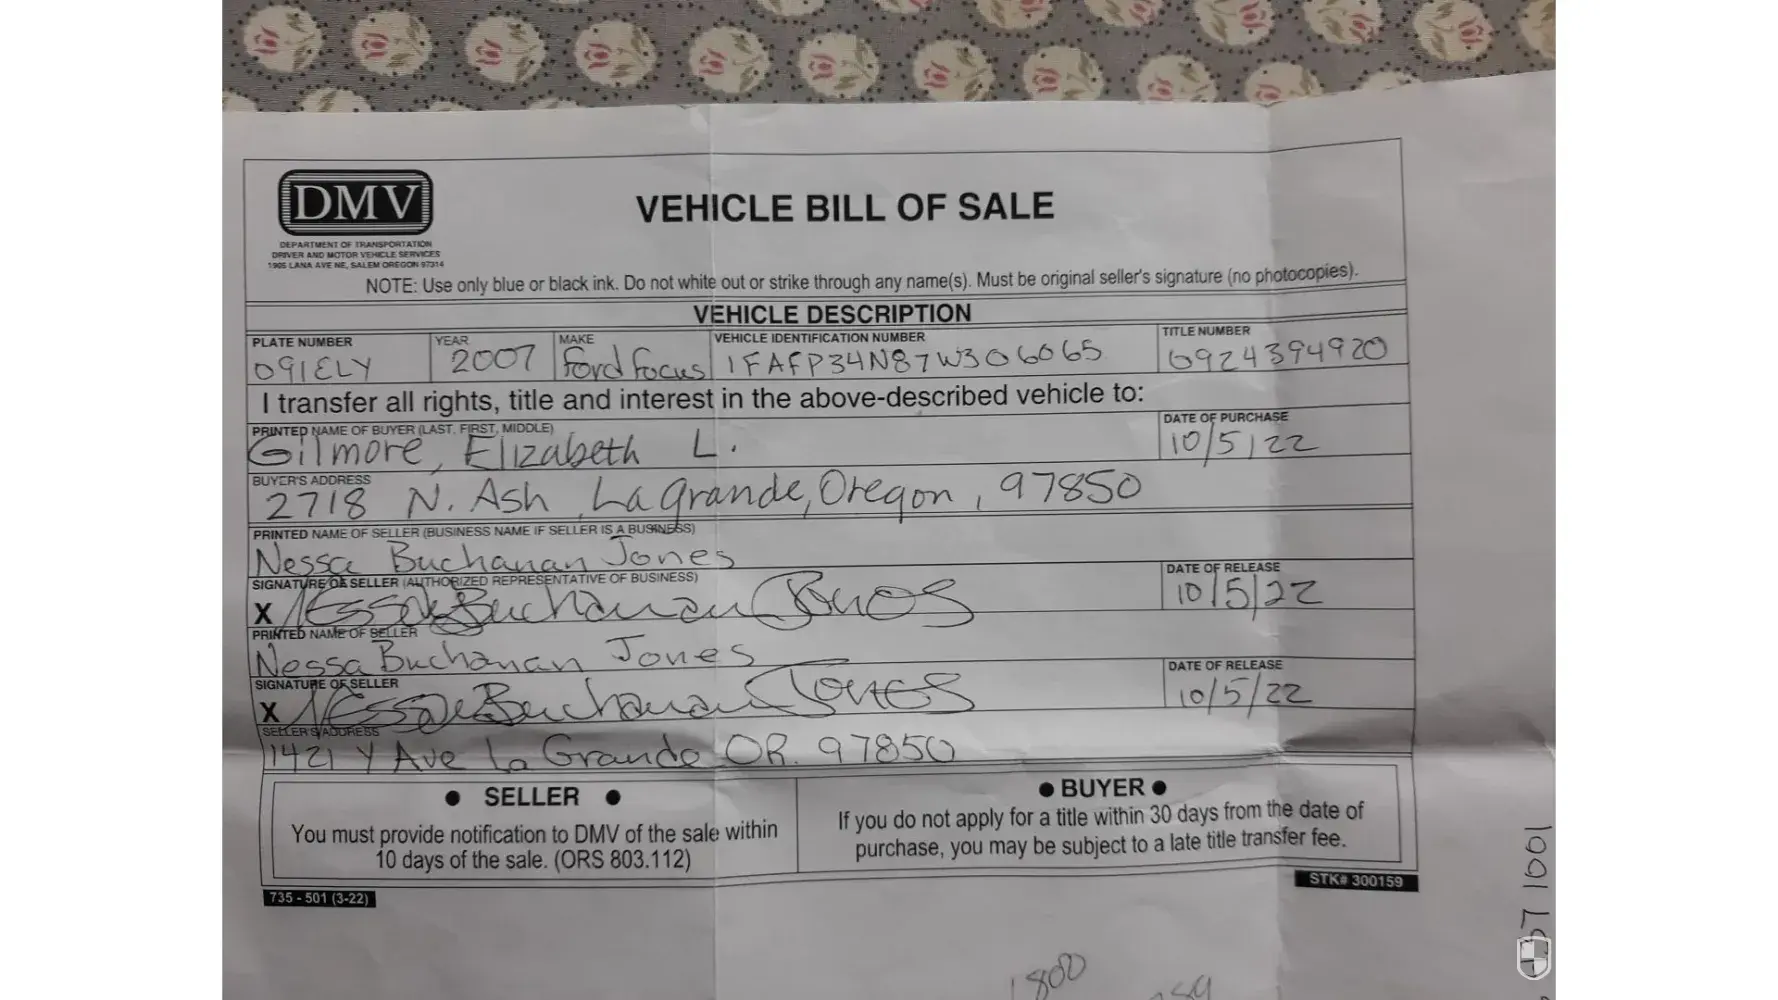 DMV
DEPARTMENT OF TRANSPORTATION
DRIVER AND MOTOR VEHICLE SERVICES
1905 LANA AVE NE, SALEM OREGON 97314
VEHICLE BILL OF SALE
NOTE: Use only blue or black ink. Do not white out or strike through any name(s). Must be original seller's signature (no photocopies).
VEHICLE DESCRIPTION
PLATE NUMBER YEAR MAKE VEHICLE IDENTIFICATION NUMBER TITLE NUMBER
091ELY 2007 Ford Focus 1FAFP34N87W306065 0924394920
I transfer all rights, title and interest in the above-described vehicle to:
PRINTED NAME OF BUYER (LAST, FIRST, MIDDLE) DATE OF PURCHASE
Gilmore, Elizabeth L. 10/5/22
BUYER'S ADDRESS
2718 N. Ash, La Grande, Oregon, 97850
PRINTED NAME OF SELLER (BUSINESS NAME IF SELLER IS A BUSINESS)
Nessa Buchanan Jones
SIGNATURE OF SELLER (AUTHORIZED REPRESENTATIVE OF BUSINESS) DATE OF RELEASE
X Nessa Buchanan Jones 10/5/22
PRINTED NAME OF SELLER
Nessa Buchanan Jones
SIGNATURE OF SELLER DATE OF RELEASE
X Nessa Buchanan Jones 10/5/22
SELLER'S ADDRESS
1421 Y Ave La Grande OR. 97850
● SELLER ●
You must provide notification to DMV of the sale within
10 days of the sale. (ORS 803.112)
● BUYER ●
If you do not apply for a title within 30 days from the date of
purchase, you may be subject to a late title transfer fee.
735 - 501 (3-22)
STK# 300159
1001
1800